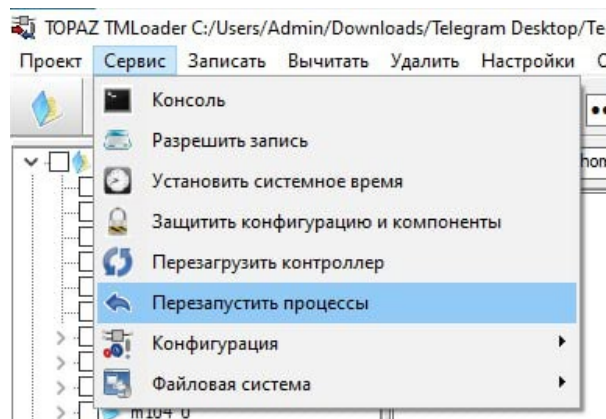 TOPAZ TMLoader C:/Users/Admin/Downloads/Telegram Desktop/Te
Проект Сервис Записать Вычитать Удалить Настройки
Консоль
Разрешить запись
Установить системное время
Защитить конфигурацию и компоненты
Перезагрузить контроллер
Перезапустить процессы
Конфигурация
Файловая система
m104_0